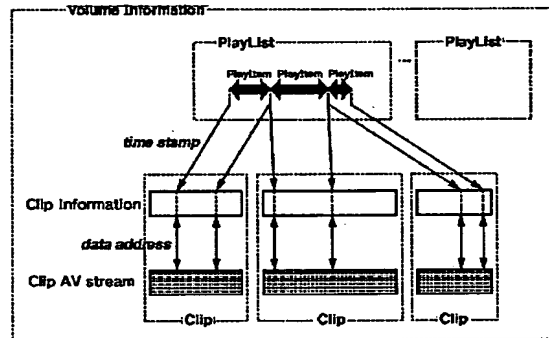 Volume Information
PlayList PlayList
PlayItem PlayItem PlayItem
...
time stamp
Clip Information
data address
Clip AV stream
Clip Clip Clip